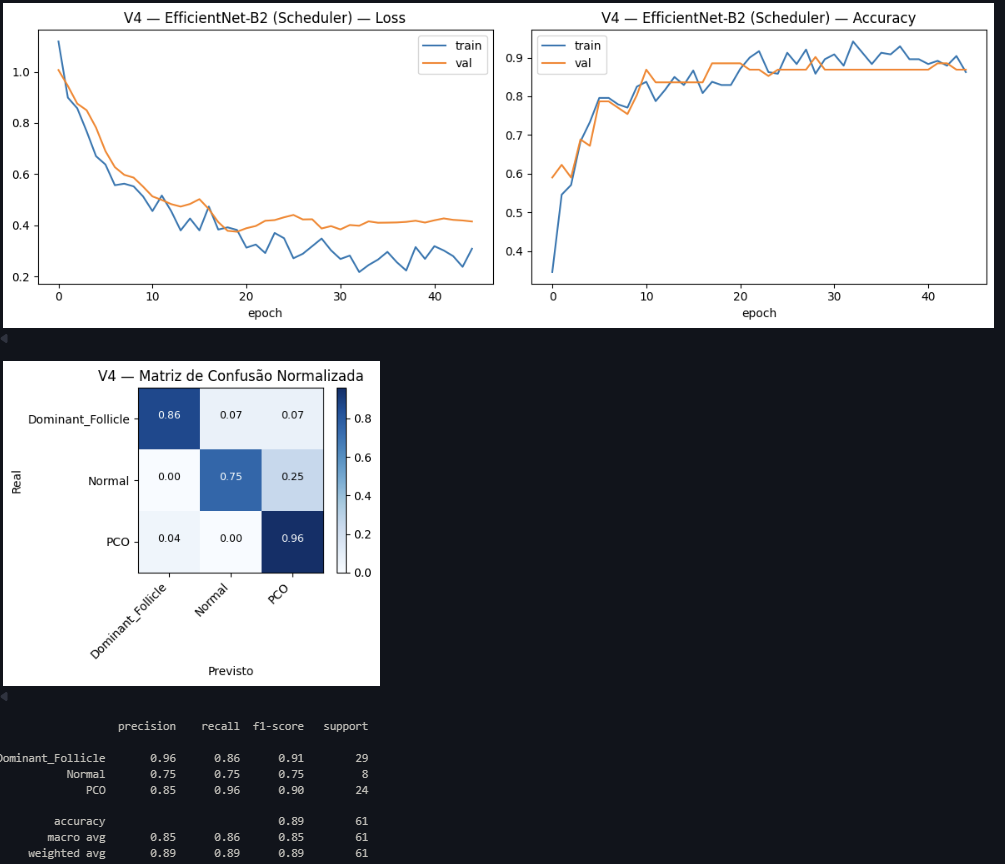 V4 — EfficientNet-B2 (Scheduler) — Loss
train
val
1.0
0.8
0.6
0.4
0.2
0 10 20 30 40
epoch
V4 — EfficientNet-B2 (Scheduler) — Accuracy
train
val
0.9
0.8
0.7
0.6
0.5
0.4
0 10 20 30 40
epoch
V4 — Matriz de Confusão Normalizada
Real
Dominant_Follicle 0.86 0.07 0.07
Normal 0.00 0.75 0.25
PCO 0.04 0.00 0.96
Dominant_Follicle Normal PCO
Previsto
0.8
0.6
0.4
0.2
0.0
precision recall f1-score support
Dominant_Follicle 0.96 0.86 0.91 29
Normal 0.75 0.75 0.75 8
PCO 0.85 0.96 0.90 24
accuracy 0.89 61
macro avg 0.85 0.86 0.85 61
weighted avg 0.89 0.89 0.89 61